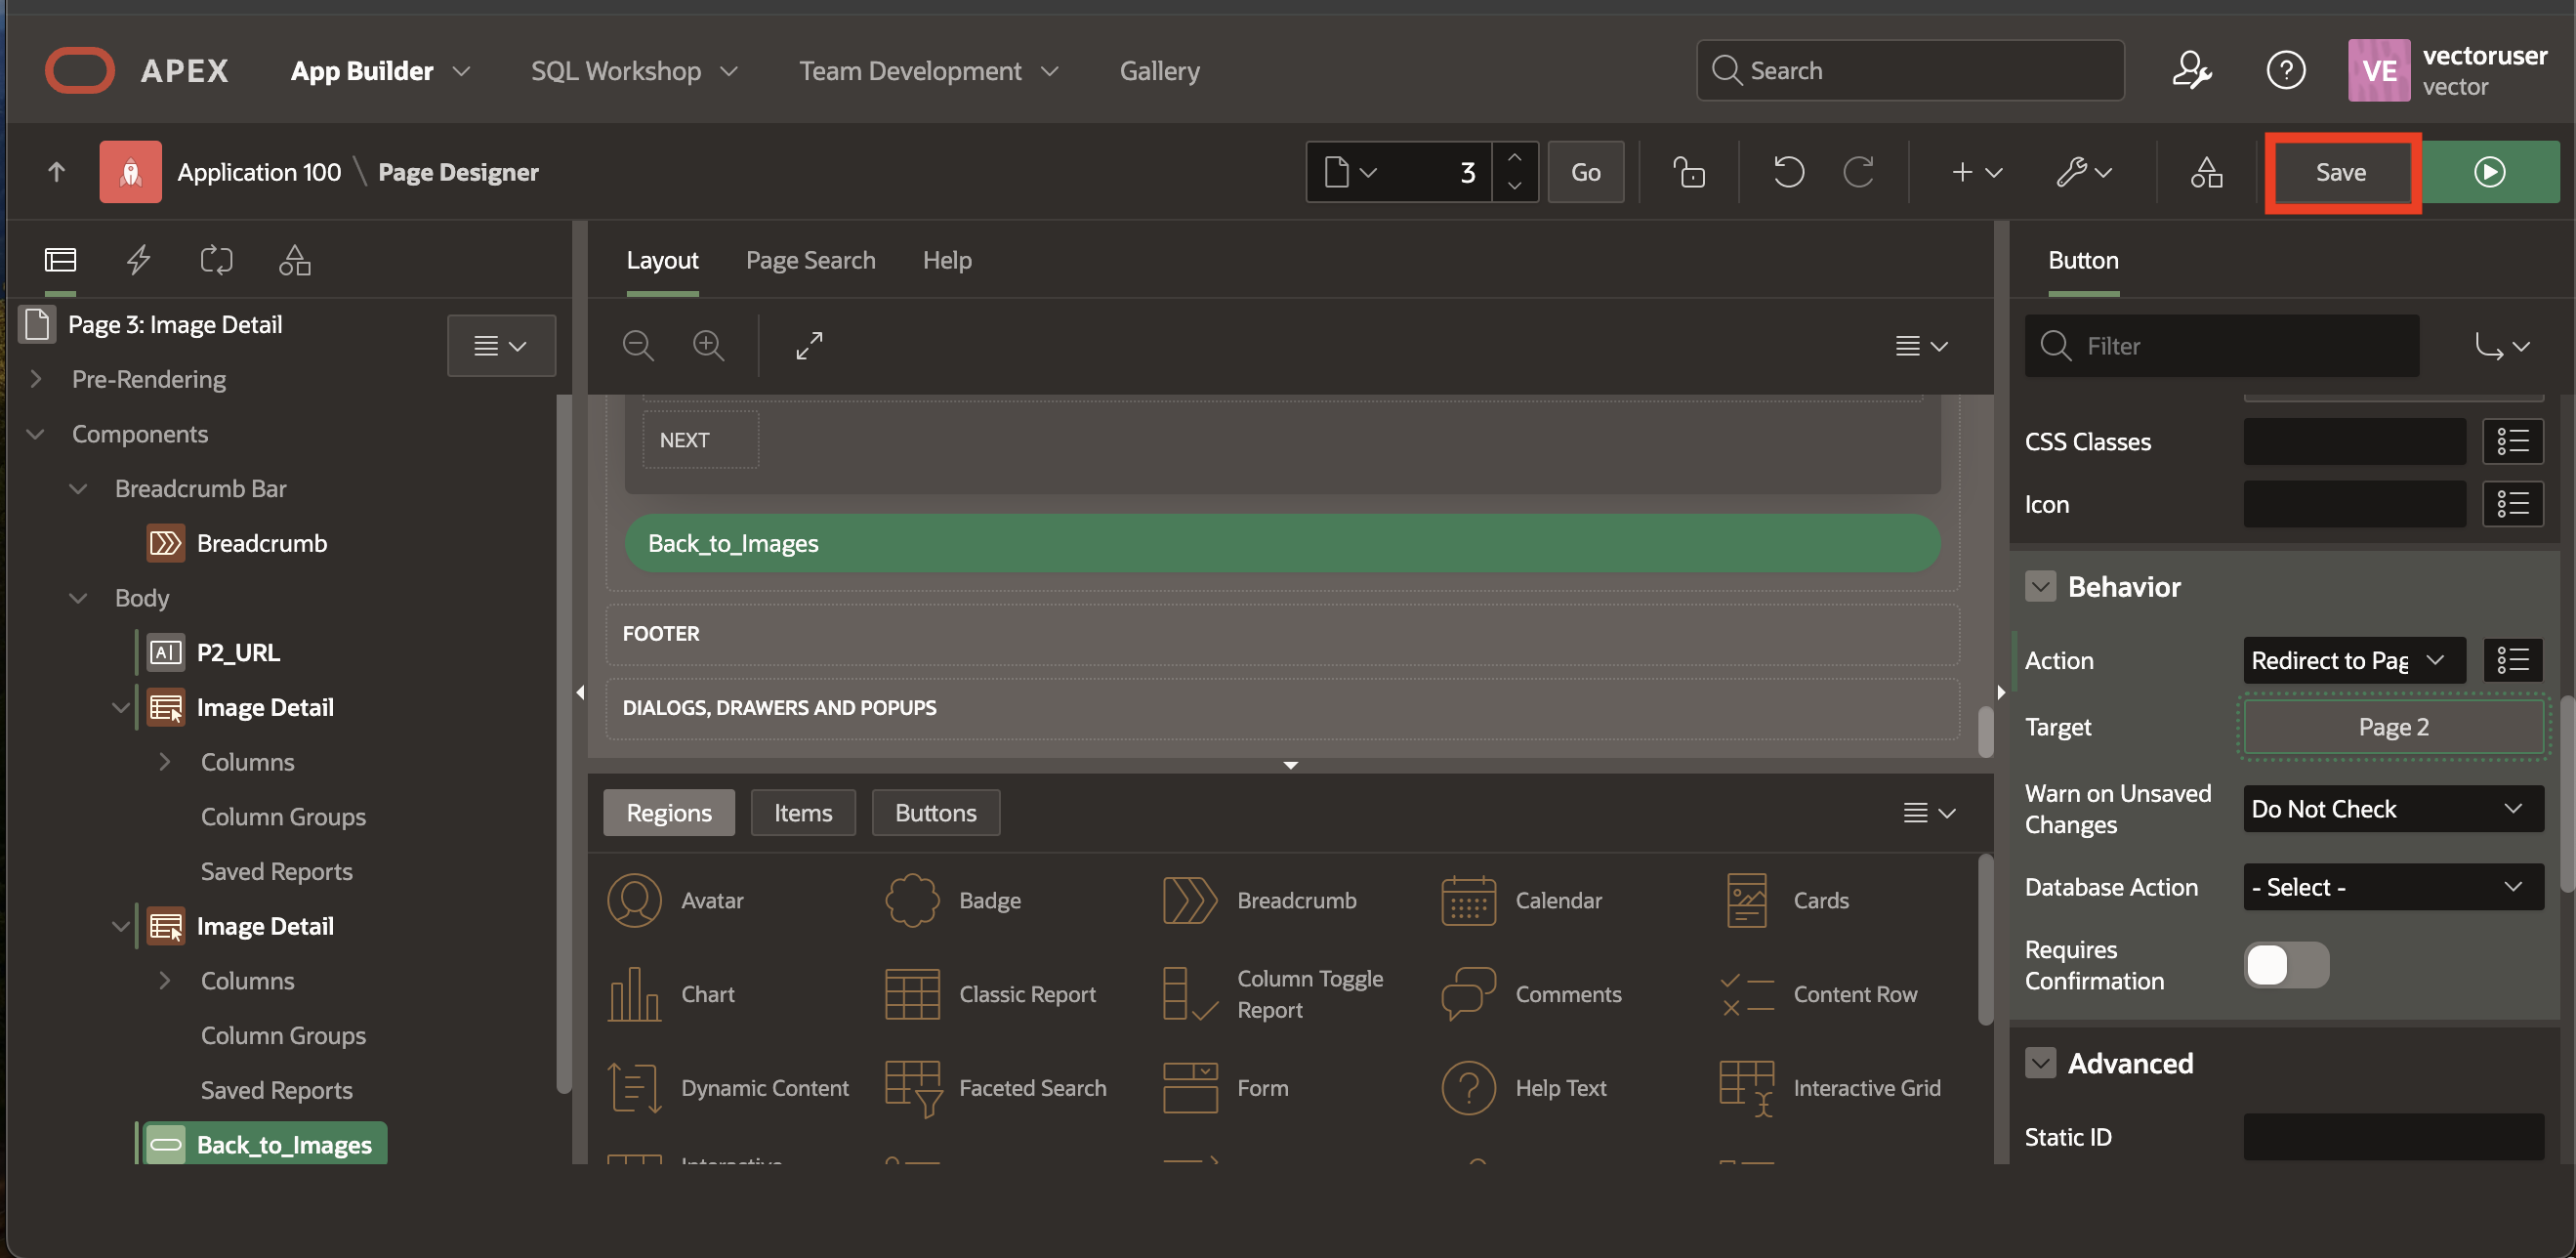 APEX
App Builder
SQL Workshop
Team Development
Gallery
Search
VE
vectoruser
vector
Application 100 \ Page Designer
3
Go
Save
Page 3: Image Detail
Pre-Rendering
Components
Breadcrumb Bar
Breadcrumb
Body
P2_URL
Image Detail
Columns
Column Groups
Saved Reports
Image Detail
Columns
Column Groups
Saved Reports
Back_to_Images
Layout
Page Search
Help
NEXT
Back_to_Images
FOOTER
DIALOGS, DRAWERS AND POPUPS
Regions
Items
Buttons
Avatar
Badge
Breadcrumb
Calendar
Cards
Chart
Classic Report
Column Toggle
Report
Comments
Content Row
Dynamic Content
Faceted Search
Form
Help Text
Interactive Grid
Button
Filter
CSS Classes
Icon
Behavior
Action
Redirect to Pag
Target
Page 2
Warn on Unsaved
Changes
Do Not Check
Database Action
- Select -
Requires
Confirmation
Advanced
Static ID